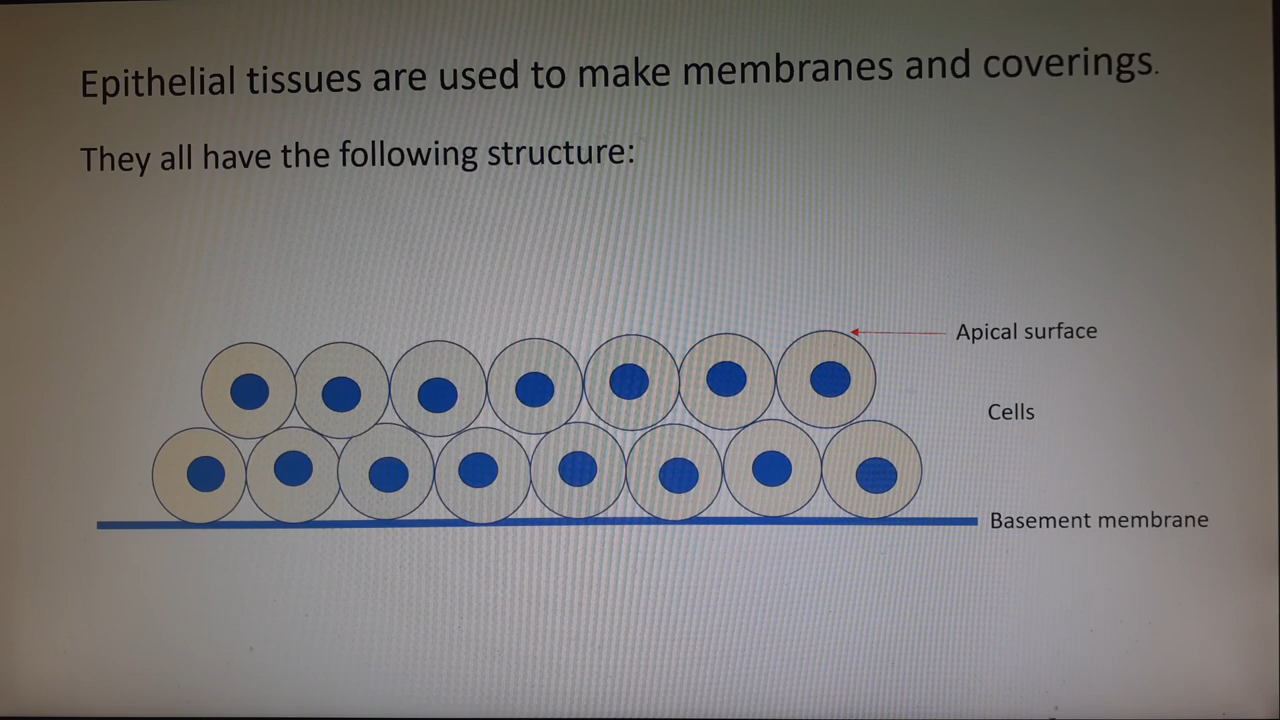 Epithelial tissues are used to make membranes and coverings.
They all have the following structure:
Apical surface
Cells
Basement membrane